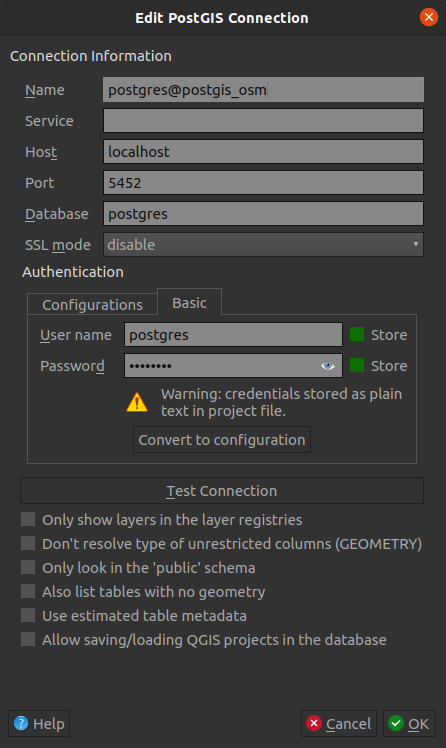 Edit PostGIS Connection
Connection Information
Name postgres@postgis_osm
Service
Host localhost
Port 5452
Database postgres
SSL mode disable
Authentication
Configurations Basic
User name postgres Store
Password •••••••• Store
Warning: credentials stored as plain
text in project file.
Convert to configuration
Test Connection
Only show layers in the layer registries
Don't resolve type of unrestricted columns (GEOMETRY)
Only look in the 'public' schema
Also list tables with no geometry
Use estimated table metadata
Allow saving/loading QGIS projects in the database
Help Cancel OK